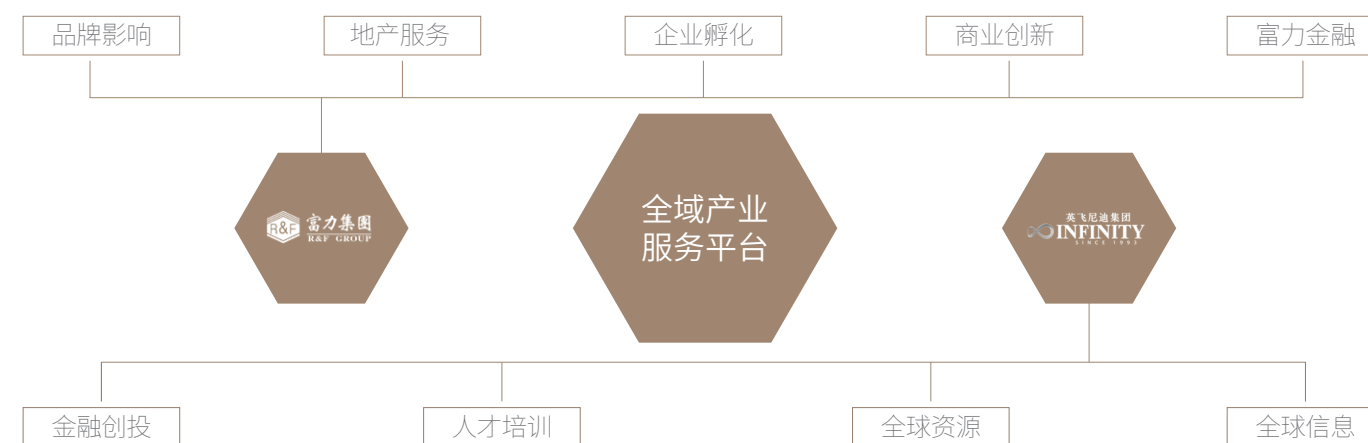 品牌影响
地产服务
企业孵化
商业创新
富力金融
R&F
富力集团
R&F GROUP
全域产业
服务平台
英飞尼迪集团
INFINITY
SINCE 1993
金融创投
人才培训
全球资源
全球信息